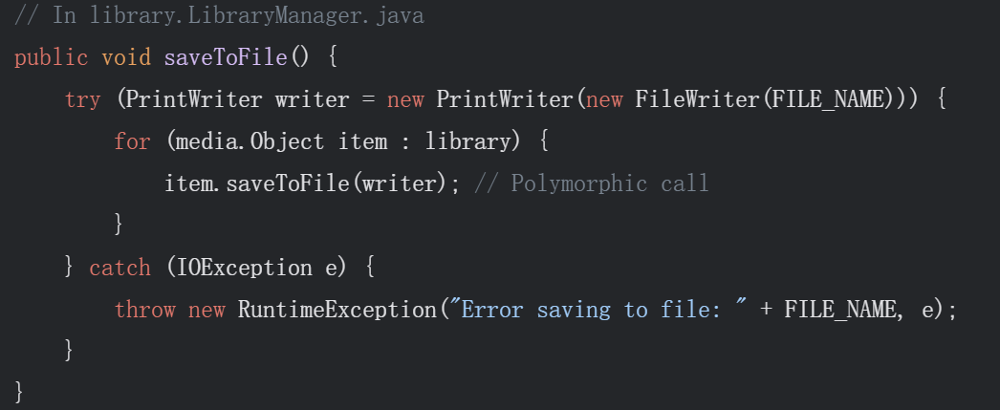 // In library.LibraryManager.java
public void saveToFile() {
    try (PrintWriter writer = new PrintWriter(new FileWriter(FILE_NAME))) {
        for (media.Object item : library) {
            item.saveToFile(writer); // Polymorphic call
        }
    } catch (IOException e) {
        throw new RuntimeException("Error saving to file: " + FILE_NAME, e);
    }
}